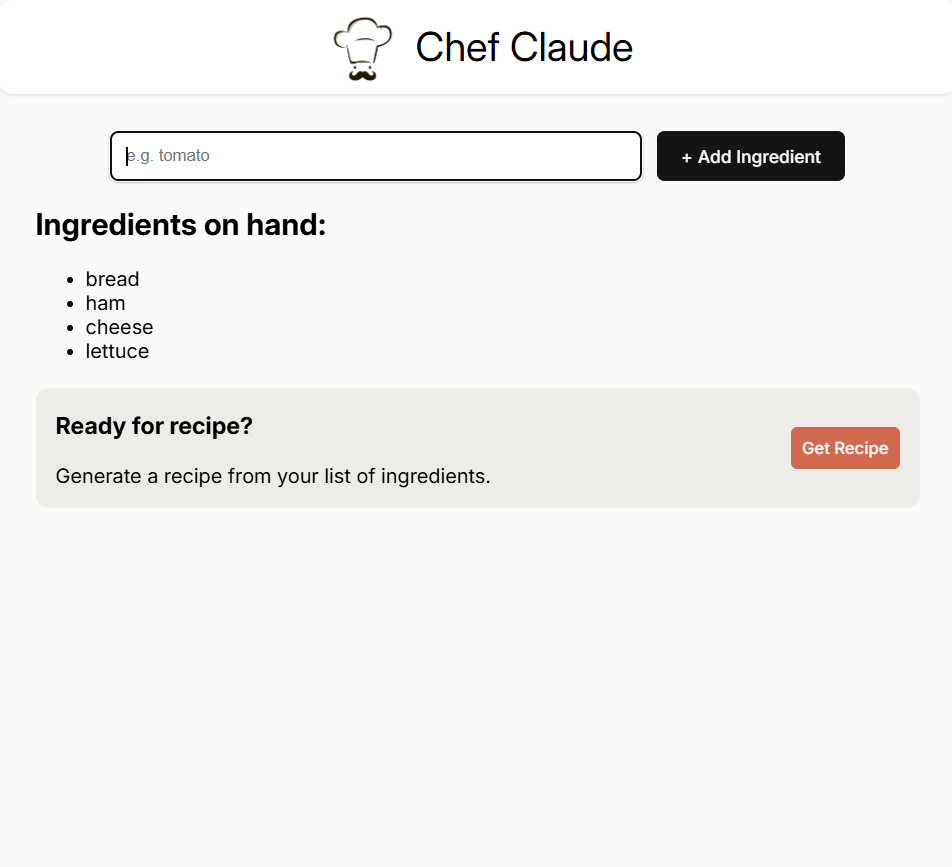 Chef Claude
e.g. tomato
+ Add Ingredient
Ingredients on hand:
bread
ham
cheese
lettuce
Ready for recipe?
Get Recipe
Generate a recipe from your list of ingredients.